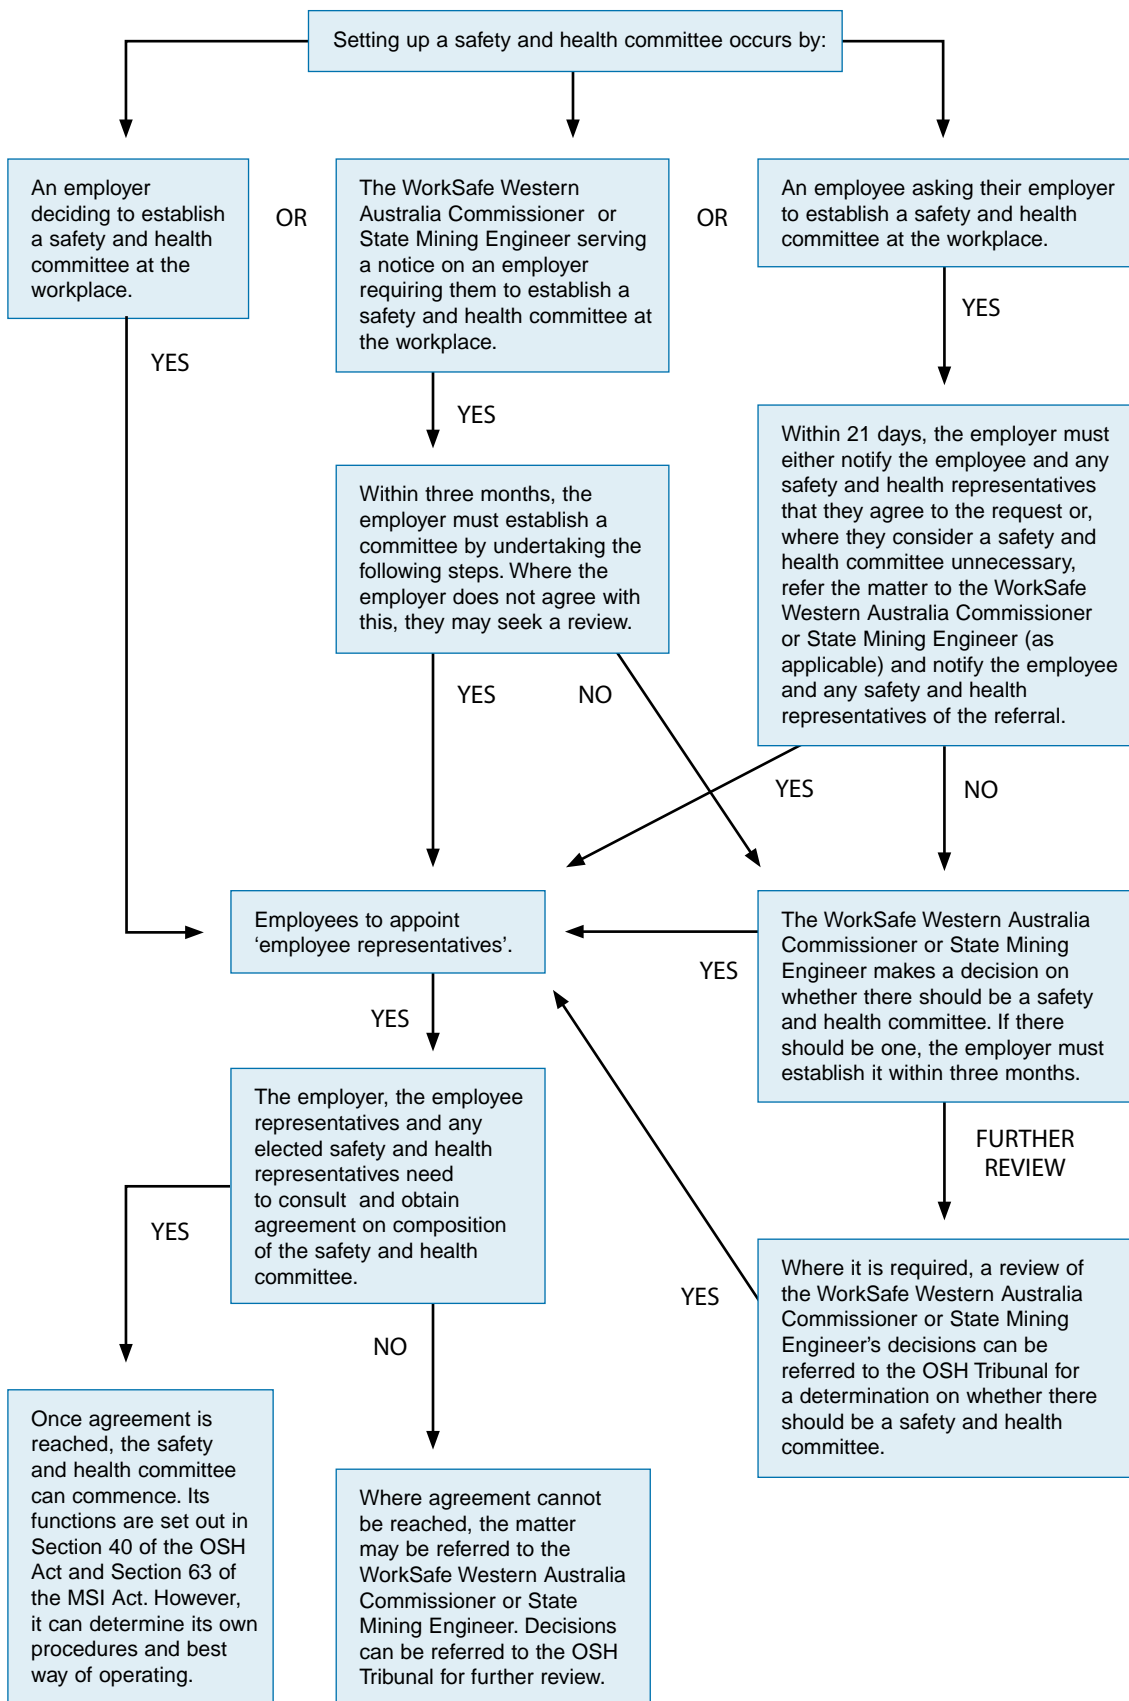 Setting up a safety and health committee occurs by:
An employer
deciding to establish
a safety and health
committee at the
workplace.
OR
The WorkSafe Western
Australia Commissioner or
State Mining Engineer serving
a notice on an employer
requiring them to establish a
safety and health committee at
the workplace.
OR
An employee asking their employer
to establish a safety and health
committee at the workplace.
YES
YES
YES
Within three months, the
employer must establish a
committee by undertaking the
following steps. Where the
employer does not agree with
this, they may seek a review.
Within 21 days, the employer must
either notify the employee and any
safety and health representatives
that they agree to the request or,
where they consider a safety and
health committee unnecessary,
refer the matter to the WorkSafe
Western Australia Commissioner
or State Mining Engineer (as
applicable) and notify the employee
and any safety and health
representatives of the referral.
YES
NO
YES
NO
Employees to appoint
‘employee representatives’.
YES
The WorkSafe Western Australia
Commissioner or State Mining
Engineer makes a decision on
whether there should be a safety
and health committee. If there
should be one, the employer must
establish it within three months.
YES
The employer, the employee
representatives and any
elected safety and health
representatives need
to consult and obtain
agreement on composition
of the safety and health
committee.
FURTHER
REVIEW
YES
NO
YES
Where it is required, a review of
the WorkSafe Western Australia
Commissioner or State Mining
Engineer’s decisions can be
referred to the OSH Tribunal for
a determination on whether there
should be a safety and health
committee.
Once agreement is
reached, the safety
and health committee
can commence. Its
functions are set out in
Section 40 of the OSH
Act and Section 63 of
the MSI Act. However,
it can determine its own
procedures and best
way of operating.
Where agreement cannot
be reached, the matter
may be referred to the
WorkSafe Western Australia
Commissioner or State
Mining Engineer. Decisions
can be referred to the OSH
Tribunal for further review.